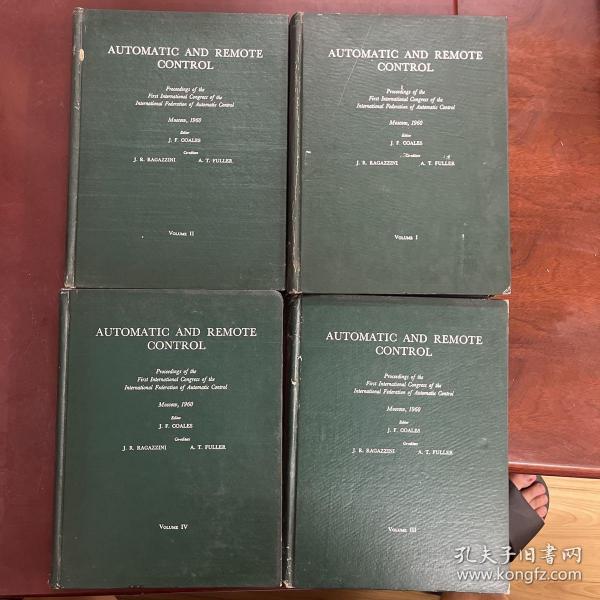 AUTOMATIC AND REMOTE
CONTROL
Proceedings of the
First International Congress of the
International Federation of Automatic Control
Moscow, 1960
Editor
J. F. COALES
Co-editors
J. R. RAGAZZINI A. T. FULLER
VOLUME II
AUTOMATIC AND REMOTE
CONTROL
Proceedings of the
First International Congress of the
International Federation of Automatic Control
Moscow, 1960
Editor
J. F. COALES
Co-editors
J. R. RAGAZZINI A. T. FULLER
VOLUME I
AUTOMATIC AND REMOTE
CONTROL
Proceedings of the
First International Congress of the
International Federation of Automatic Control
Moscow, 1960
Editor
J. F. COALES
Co-editors
J. R. RAGAZZINI A. T. FULLER
VOLUME IV
AUTOMATIC AND REMOTE
CONTROL
Proceedings of the
First International Congress of the
International Federation of Automatic Control
Moscow, 1960
Editor
J. F. COALES
Co-editors
J. R. RAGAZZINI A. T. FULLER
VOLUME III
孔夫子旧書网
www.kongfz.com